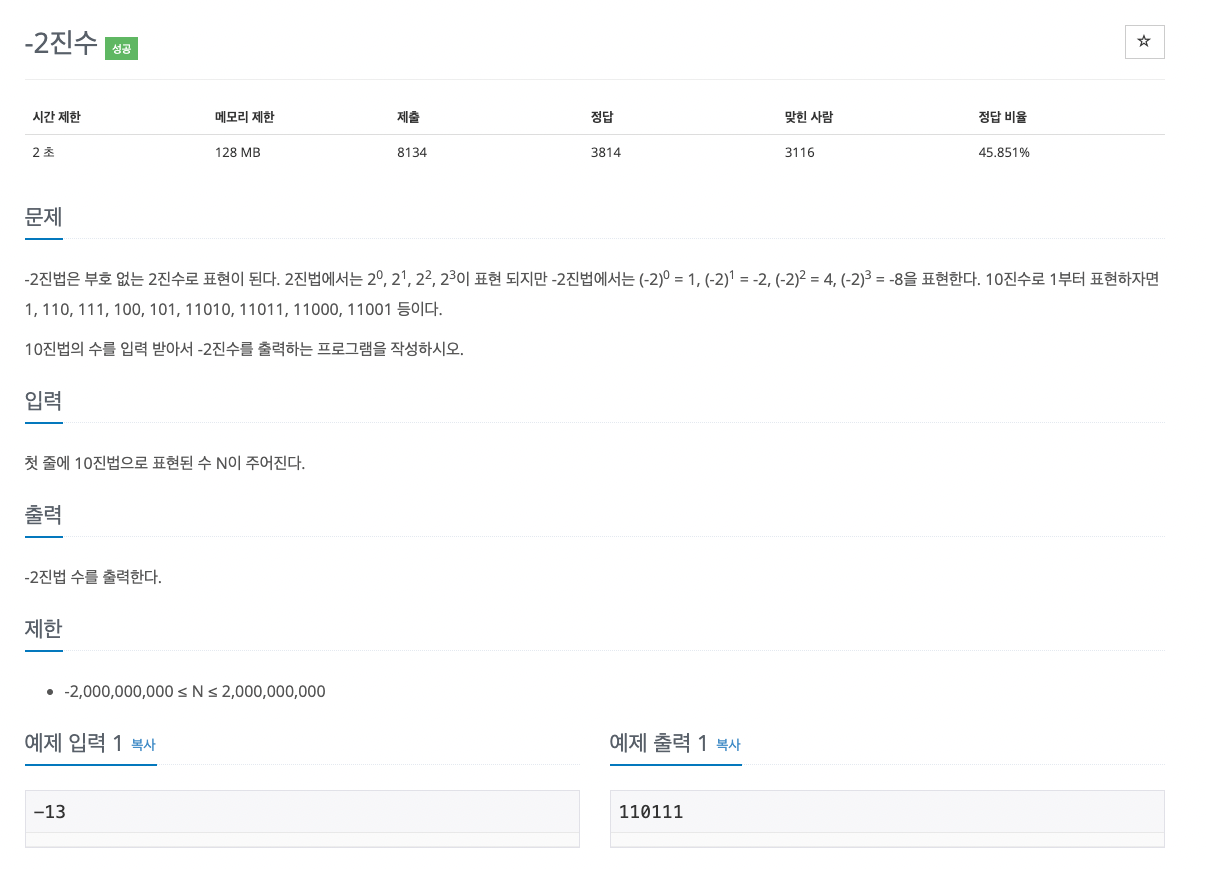 -2진수 성공
☆
시간 제한 메모리 제한 제출 정답 맞힌 사람 정답 비율
2 초 128 MB 8134 3814 3116 45.851%
문제
-2진법은 부호 없는 2진수로 표현이 된다. 2진법에서는 2⁰, 2¹, 2², 2³이 표현 되지만 -2진법에서는 (-2)⁰ = 1, (-2)¹ = -2, (-2)² = 4, (-2)³ = -8을 표현한다. 10진수로 1부터 표현하자면
1, 110, 111, 100, 101, 11010, 11011, 11000, 11001 등이다.
10진법의 수를 입력 받아서 -2진수를 출력하는 프로그램을 작성하시오.
입력
첫 줄에 10진법으로 표현된 수 N이 주어진다.
출력
-2진법 수를 출력한다.
제한
• -2,000,000,000 ≤ N ≤ 2,000,000,000
예제 입력 1 복사
-13
예제 출력 1 복사
110111